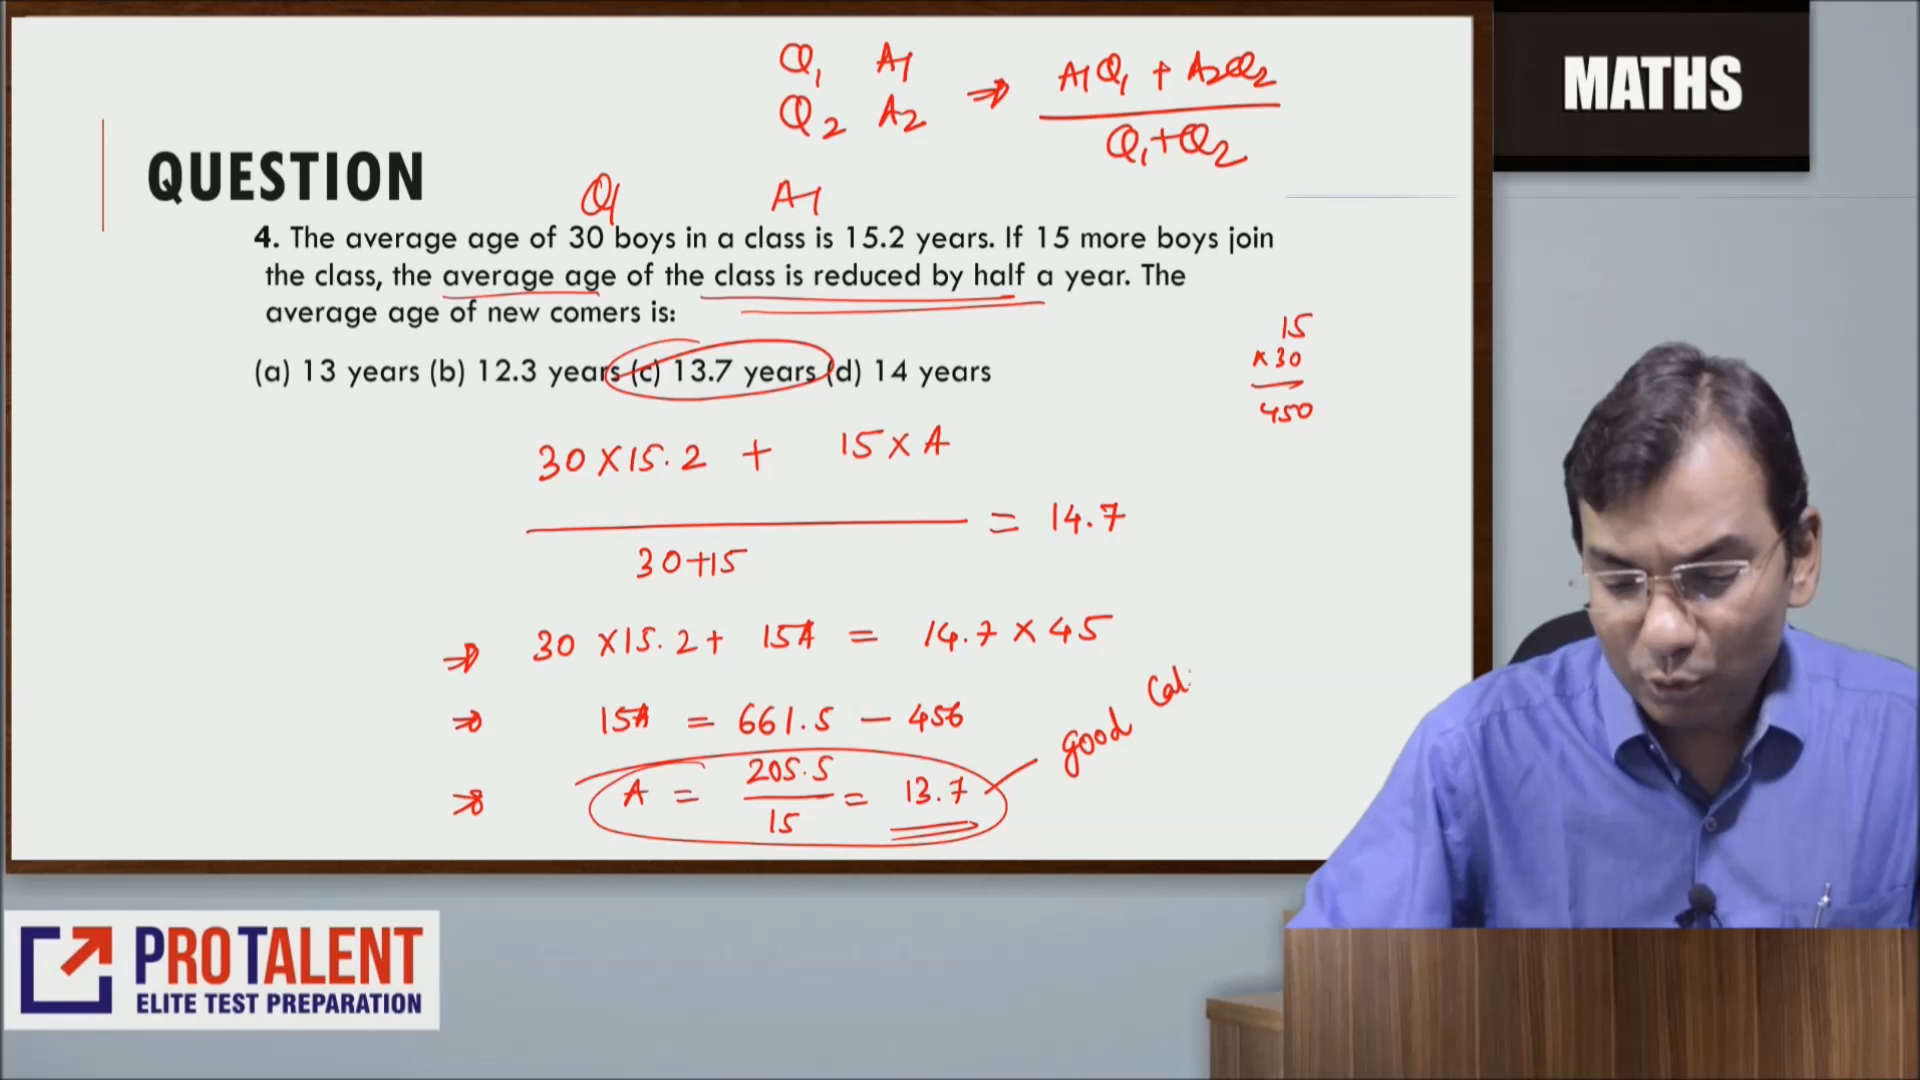 MATHS
Q1 A1
Q2 A2 ⇒ A1Q1 + A2Q2
Q1+Q2
QUESTION
Q1 A1
4. The average age of 30 boys in a class is 15.2 years. If 15 more boys join
the class, the average age of the class is reduced by half a year. The
average age of new comers is:
(a) 13 years (b) 12.3 years (c) 13.7 years (d) 14 years
15
×30
450
30×15.2 + 15×A
= 14.7
30+15
⇒ 30×15.2+ 15A = 14.7×45
⇒ 15A = 661.5 − 456
⇒ A = 205.5
15 = 13.7
good Cal
PROTALENT
ELITE TEST PREPARATION